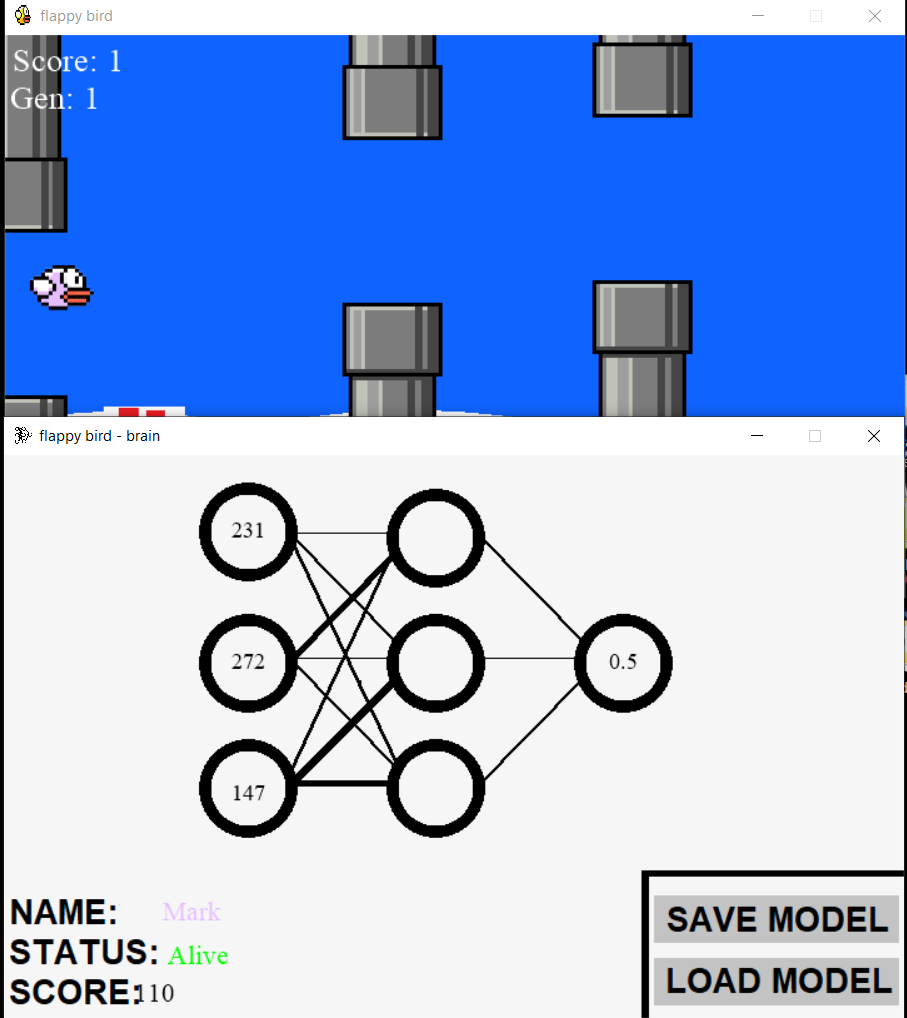 flappy bird
Score: 1
Gen: 1
flappy bird - brain
231
272
0.5
147
NAME: Mark
STATUS: Alive
SCORE:110
SAVE MODEL
LOAD MODEL